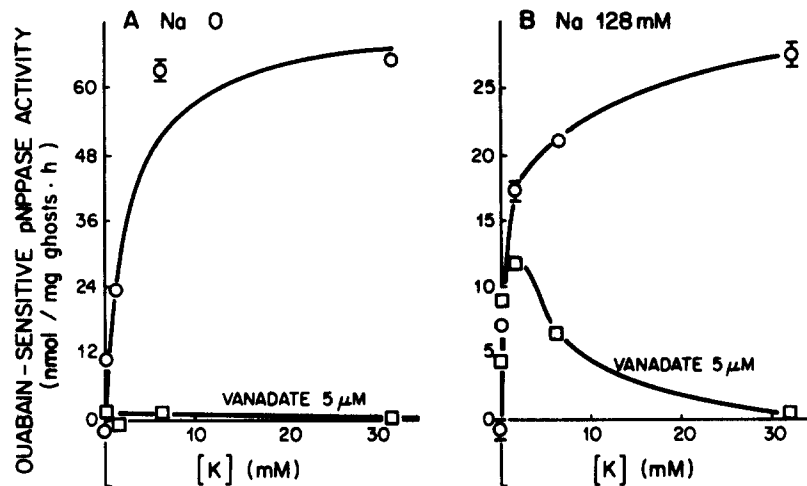 OUABAIN-SENSITIVE pNPPASE ACTIVITY
(nmol / mg ghosts · h)
A Na 0
60
48
36
24
12
0
VANADATE 5 μM
10
20
30
[K] (mM)
B Na 128 mM
25
20
15
10
5
0
VANADATE 5 μM
10
20
30
[K] (mM)